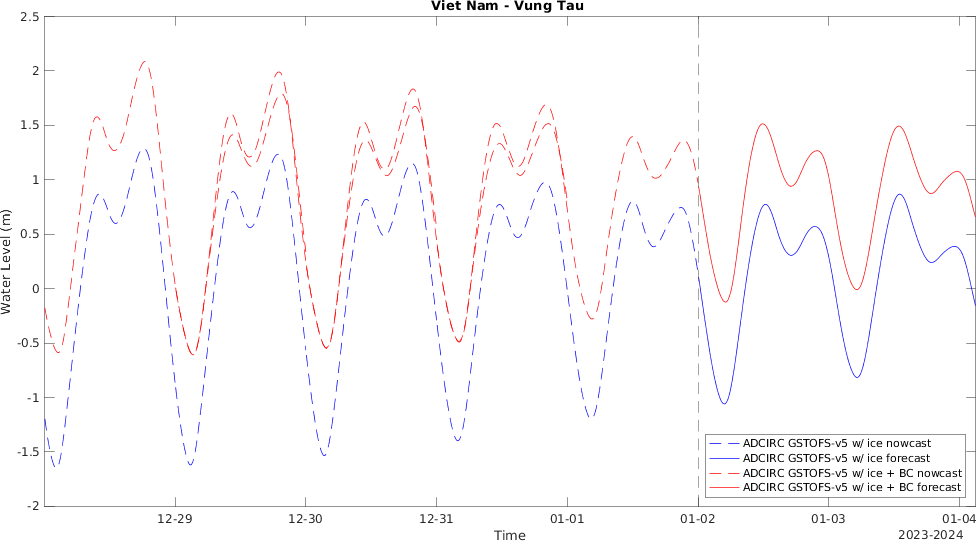 Viet Nam - Vung Tau
2.5
2
1.5
1
0.5
0
-0.5
-1
-1.5
-2
Water Level (m)
ADCIRC GSTOFS-v5 w/ ice nowcast
ADCIRC GSTOFS-v5 w/ ice forecast
ADCIRC GSTOFS-v5 w/ ice + BC nowcast
ADCIRC GSTOFS-v5 w/ ice + BC forecast
12-29
12-30
12-31
01-01
01-02
01-03
01-04
Time
2023-2024